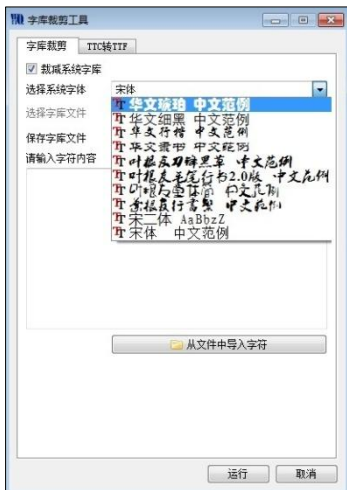 字库裁剪工具
字库裁剪 TTC转TTF
裁减系统字库
选择系统字体 宋体
华文琥珀 中文范例
华文细黑 中文范例
选择字库文件
华文行楷 中文范例
保存字库文件
华文隶书 中文范例
请输入字符内容
叶根友刀锋黑草 中文范例
叶根友毛笔行书2.0版 中文范例
中文范例
叶根友行书繁 中文范例
宋二体 AaBbzZ
宋体 中文范例
从文件中导入字符
运行 取消